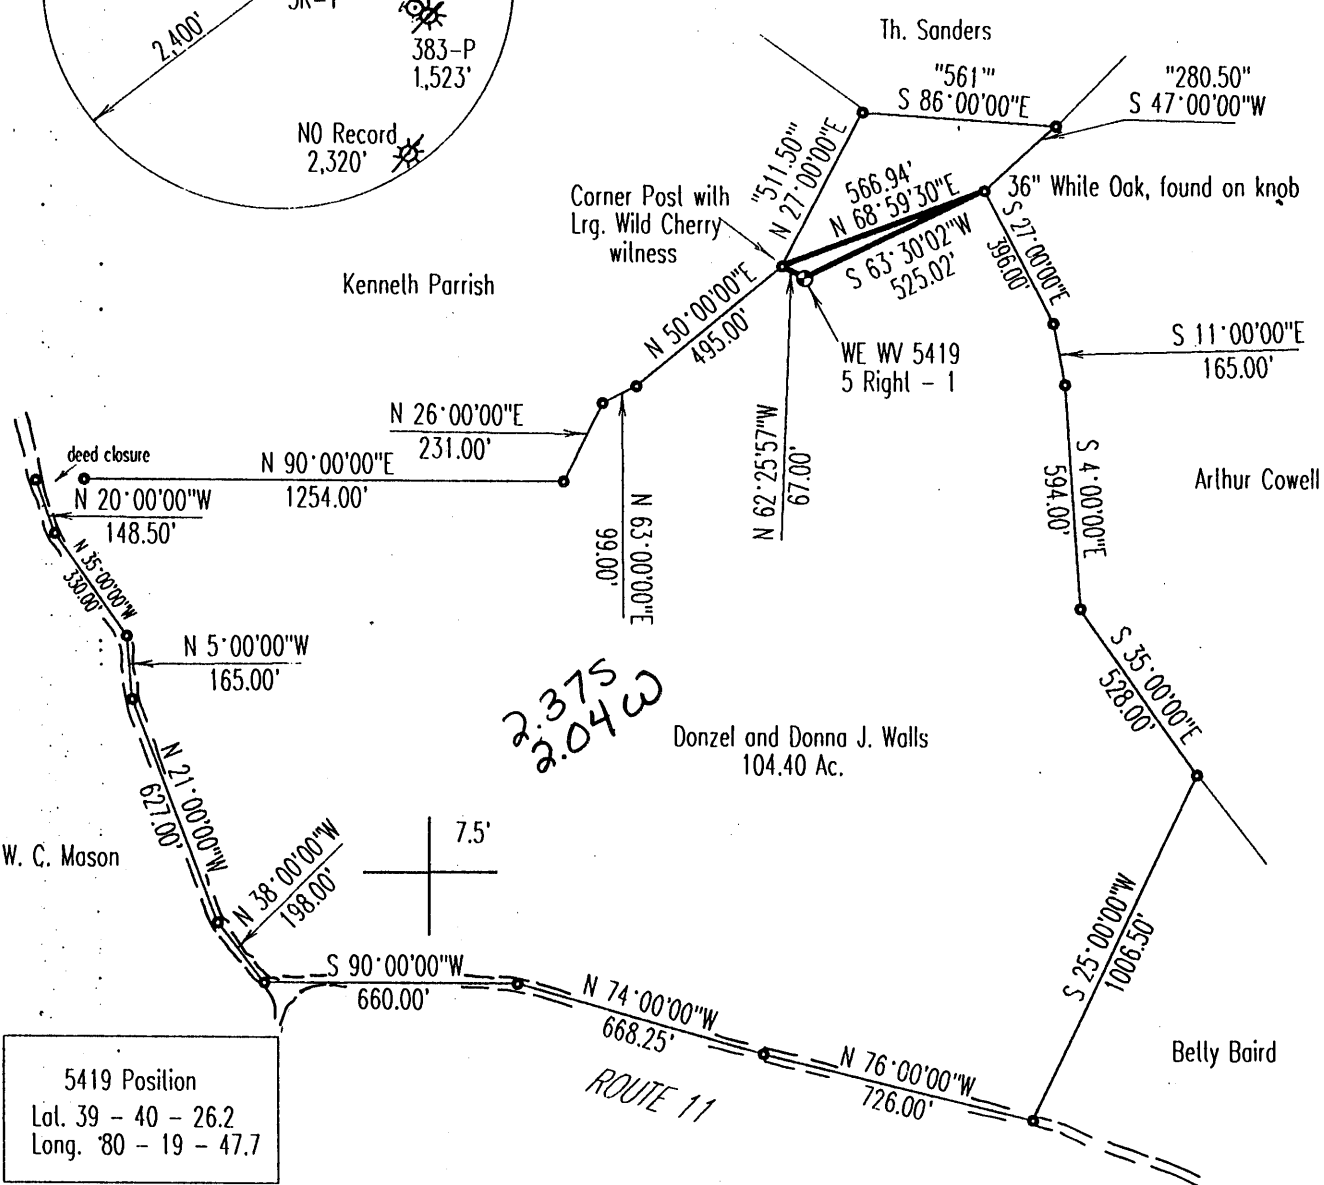 2,400'
383-P
1,523'
NO Record
2,320'
Th. Sanders
"561'"
S 86°00'00"E
"280.50"
S 47°00'00"W
"511.50'"
N 27°00'00"E
566.94'
N 68°59'30"E
S 63°30'02"W
525.02'
36" White Oak, found on knob
Corner Post with
Lrg. Wild Cherry
witness
S 27°00'00"E
396.00'
Kenneth Parrish
N 50°00'00"E
495.00'
WE WV 5419
5 Right - 1
S 11°00'00"E
165.00'
N 26°00'00"E
231.00'
deed closure
N 90°00'00"E
1254.00'
N 62°25'57"W
67.00'
S 4°00'00"E
594.00'
Arthur Cowell
N 20°00'00"W
148.50'
N 63°00'00"E
99.00'
N 35°00'00"W
330.00'
N 5°00'00"W
165.00'
S 35°00'00"E
528.00'
2.37S
2.04W
Donzel and Donna J. Walls
104.40 Ac.
N 21°00'00"W
627.00'
W. C. Mason
7.5'
N 38°00'00"W
198.00'
S 25°00'00"W
1006.50'
S 90°00'00"W
660.00'
N 74°00'00"W
668.25'
N 76°00'00"W
726.00'
Betty Baird
ROUTE 11
5419 Position
Lat. 39 - 40 - 26.2
Long. 80 - 19 - 47.7